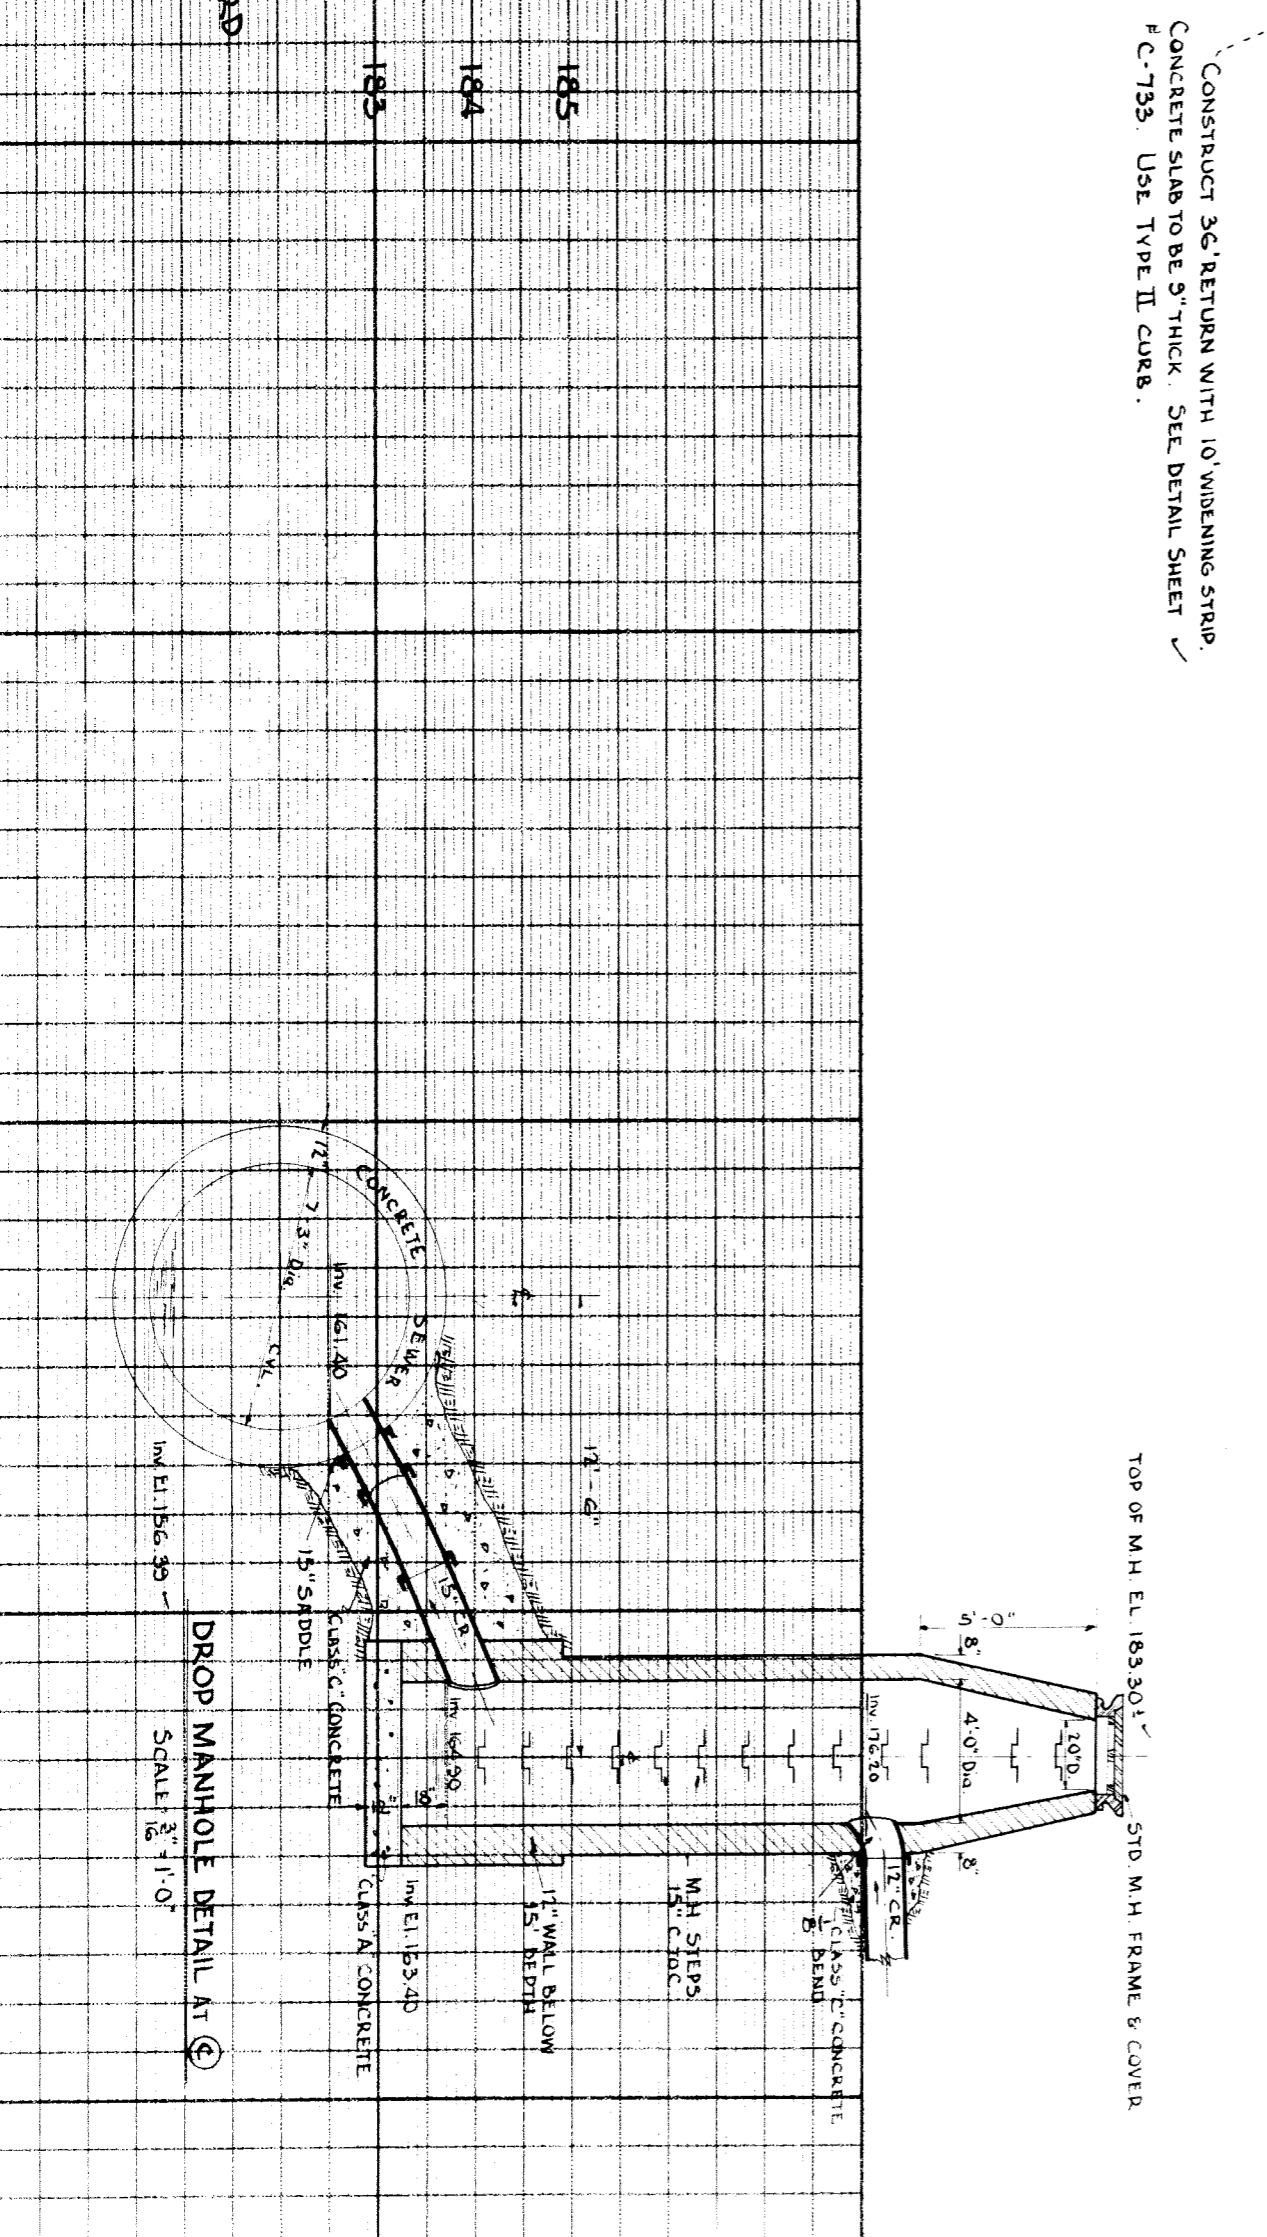 CONSTRUCT 36' RETURN WITH 10' WIDENING STRIP.
CONCRETE SLAB TO BE 9" THICK. SEE DETAIL SHEET ✓
# C-733. USE TYPE II CURB.
185
184
183
RD
TOP OF M.H. EL 183.30± ✓
STD. M.H. FRAME & COVER
5'-0"
8"
20" D.
4'-0" Dia
8"
Inv. 176.20
12" CR.
CLASS "C" CONCRETE
1/8 BEND
M.H. STEPS
15" C TO C
12" WALL BELOW
15' DEPTH
12'-6"
℄
CONCRETE SEWER
12"
7'-3" Dia.
Inv. 161.40
15" CR.
Inv. 164.90
18"
Inv. El. 163.40
CLASS "A" CONCRETE
CLASS "C" CONCRETE
15" SADDLE
Inv. El. 156.39
DROP MANHOLE DETAIL AT ℄
SCALE: 3/16" = 1'-0"